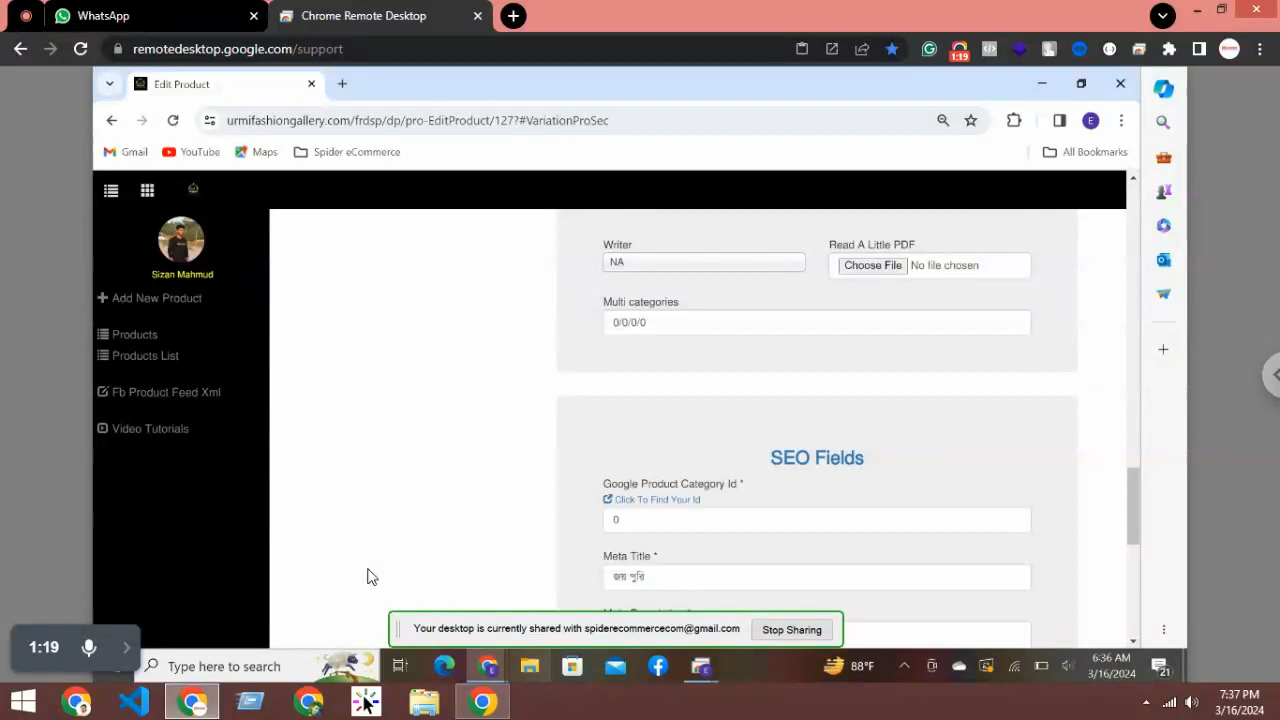 WhatsApp
Chrome Remote Desktop
remotedesktop.google.com/support
1:19
Edit Product
urmifashiongallery.com/frdsp/dp/pro-EditProduct/127?#VariationProSec
E
Gmail
YouTube
Maps
Spider eCommerce
All Bookmarks
Sizan Mahmud
Add New Product
Products
Products List
Fb Product Feed Xml
Video Tutorials
Writer
NA
Read A Little PDF
Choose File No file chosen
Multi categories
0/0/0/0
SEO Fields
Google Product Category Id *
Click To Find Your Id
0
Meta Title *
জয় পুরি
Your desktop is currently shared with spiderecommercecom@gmail.com
Stop Sharing
1:19
Type here to search
88°F
6:36 AM
3/16/2024
21
7:37 PM
3/16/2024